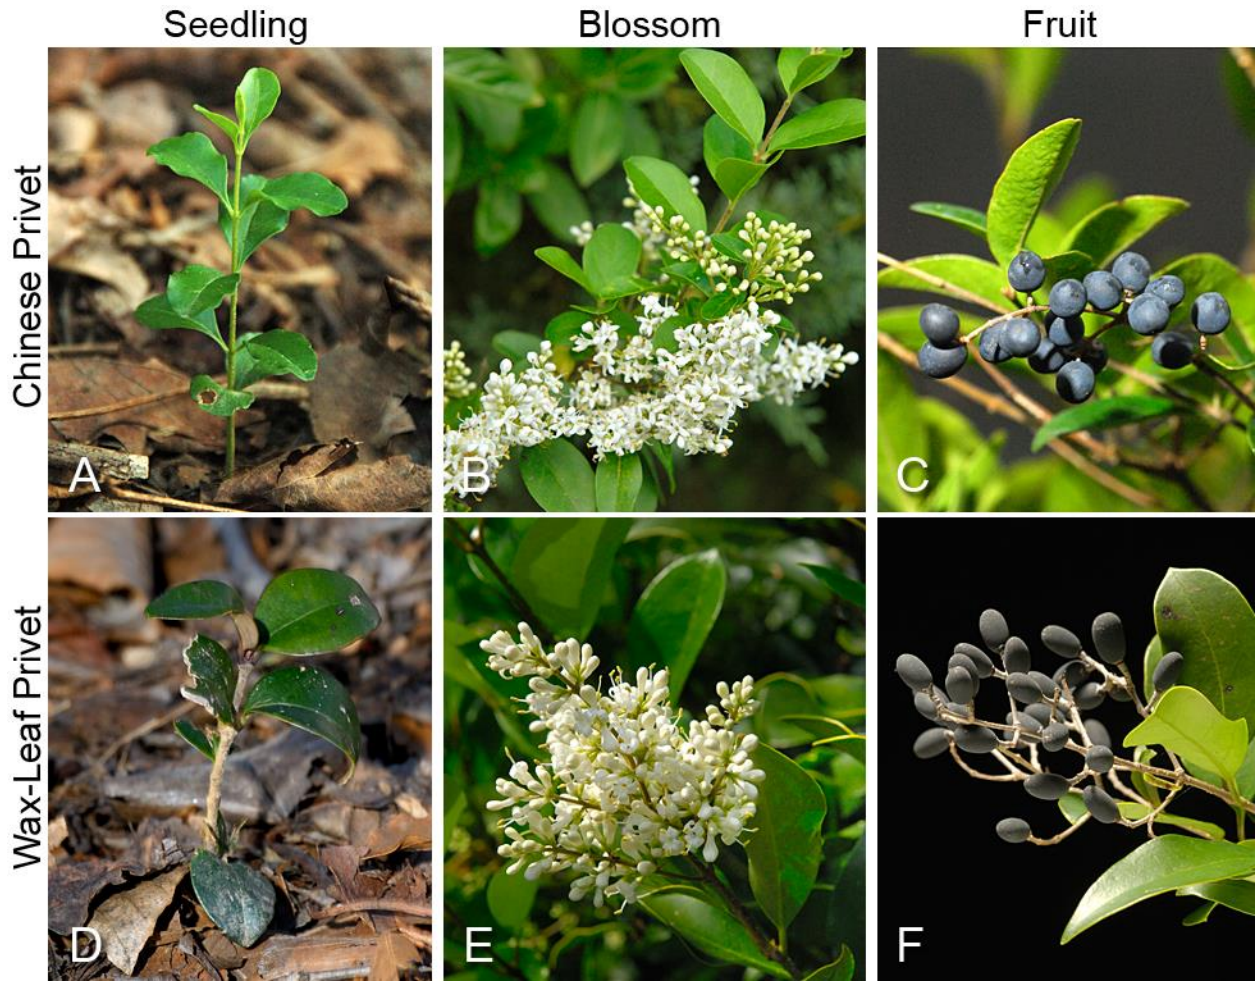 Seedling
Blossom
Fruit
Chinese Privet
A
B
C
Wax-Leaf Privet
D
E
F